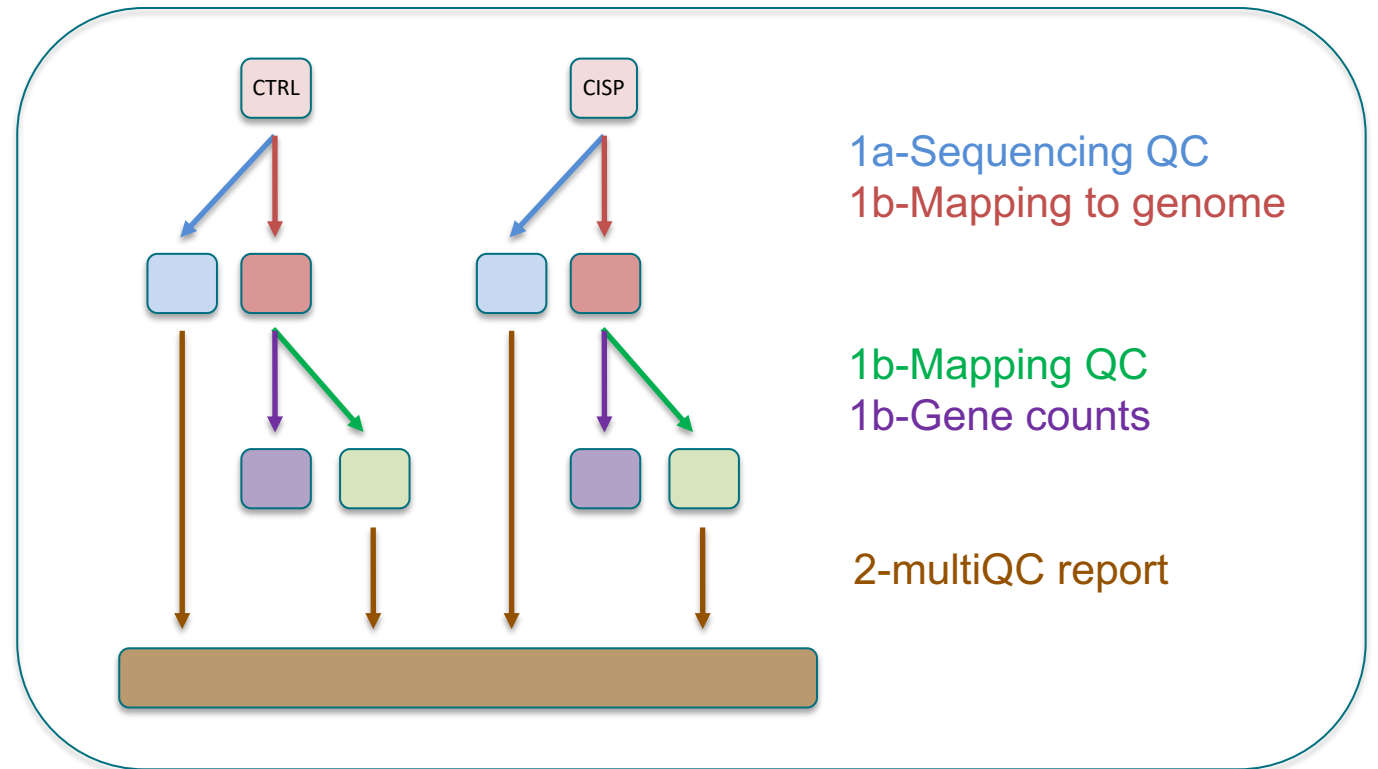 CTRL
CISP
1a-Sequencing QC
1b-Mapping to genome
1b-Mapping QC
1b-Gene counts
2-multiQC report